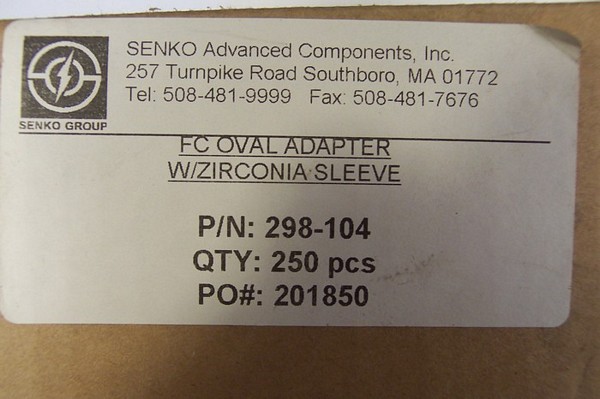 SENKO GROUP
SENKO Advanced Components, Inc.
257 Turnpike Road Southboro, MA 01772
Tel: 508-481-9999 Fax: 508-481-7676
FC OVAL ADAPTER
W/ZIRCONIA SLEEVE
P/N: 298-104
QTY: 250 pcs
PO#: 201850